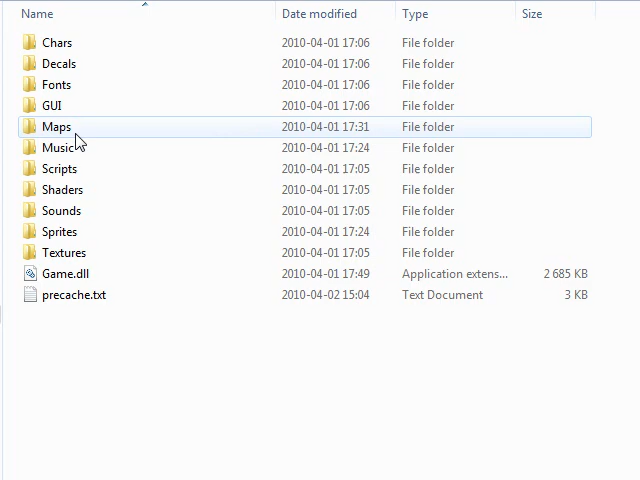 Name Date modified Type Size
Chars 2010-04-01 17:06 File folder
Decals 2010-04-01 17:06 File folder
Fonts 2010-04-01 17:06 File folder
GUI 2010-04-01 17:06 File folder
Maps 2010-04-01 17:31 File folder
Music 2010-04-01 17:24 File folder
Scripts 2010-04-01 17:05 File folder
Shaders 2010-04-01 17:05 File folder
Sounds 2010-04-01 17:05 File folder
Sprites 2010-04-01 17:24 File folder
Textures 2010-04-01 17:05 File folder
Game.dll 2010-04-01 17:49 Application extens... 2 685 KB
precache.txt 2010-04-02 15:04 Text Document 3 KB